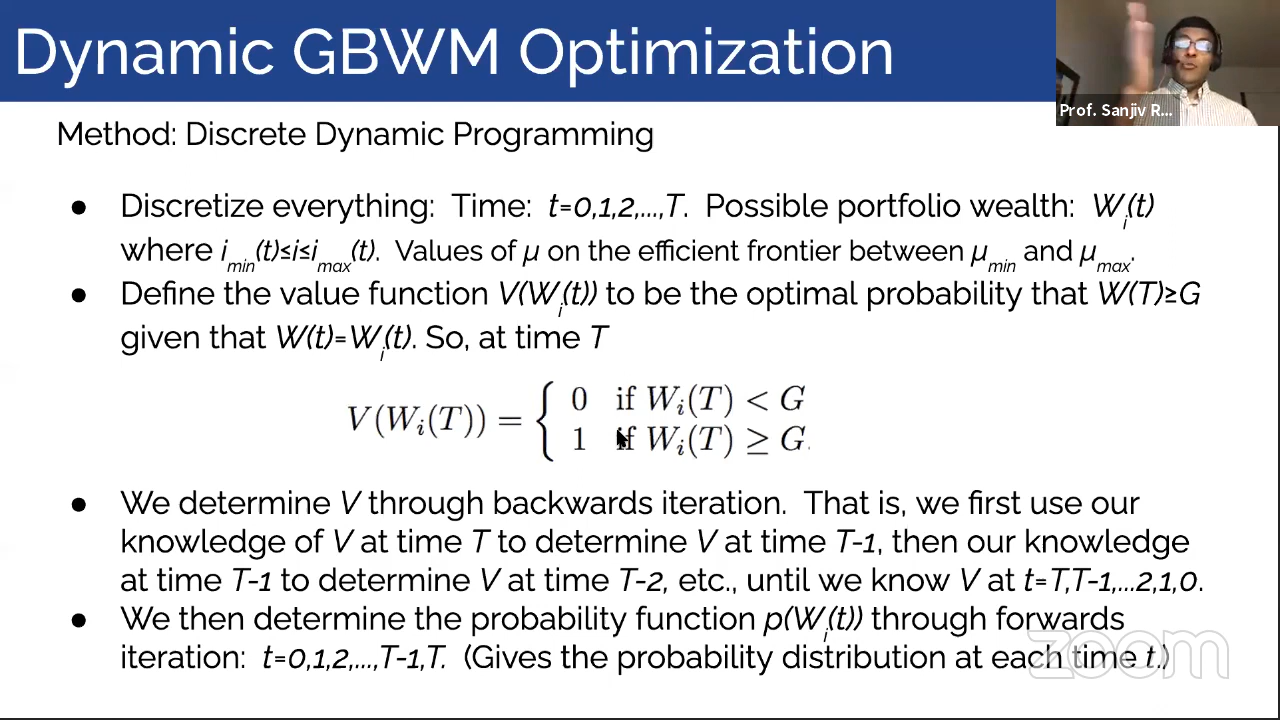 Dynamic GBWM Optimization
Prof. Sanjiv R...
Method: Discrete Dynamic Programming
● Discretize everything: Time: t=0,1,2,...,T. Possible portfolio wealth: Wi(t)
where imin(t)≤i≤imax(t). Values of μ on the efficient frontier between μmin and μmax.
● Define the value function V(Wi(t)) to be the optimal probability that W(T)≥G
given that W(t)=Wi(t). So, at time T
V(Wi(T)) = { 0 if Wi(T) < G
1 if Wi(T) ≥ G.
● We determine V through backwards iteration. That is, we first use our
knowledge of V at time T to determine V at time T-1, then our knowledge
at time T-1 to determine V at time T-2, etc., until we know V at t=T,T-1,...2,1,0.
● We then determine the probability function p(Wi(t)) through forwards
iteration: t=0,1,2,...,T-1,T. (Gives the probability distribution at each time t.)
zoom